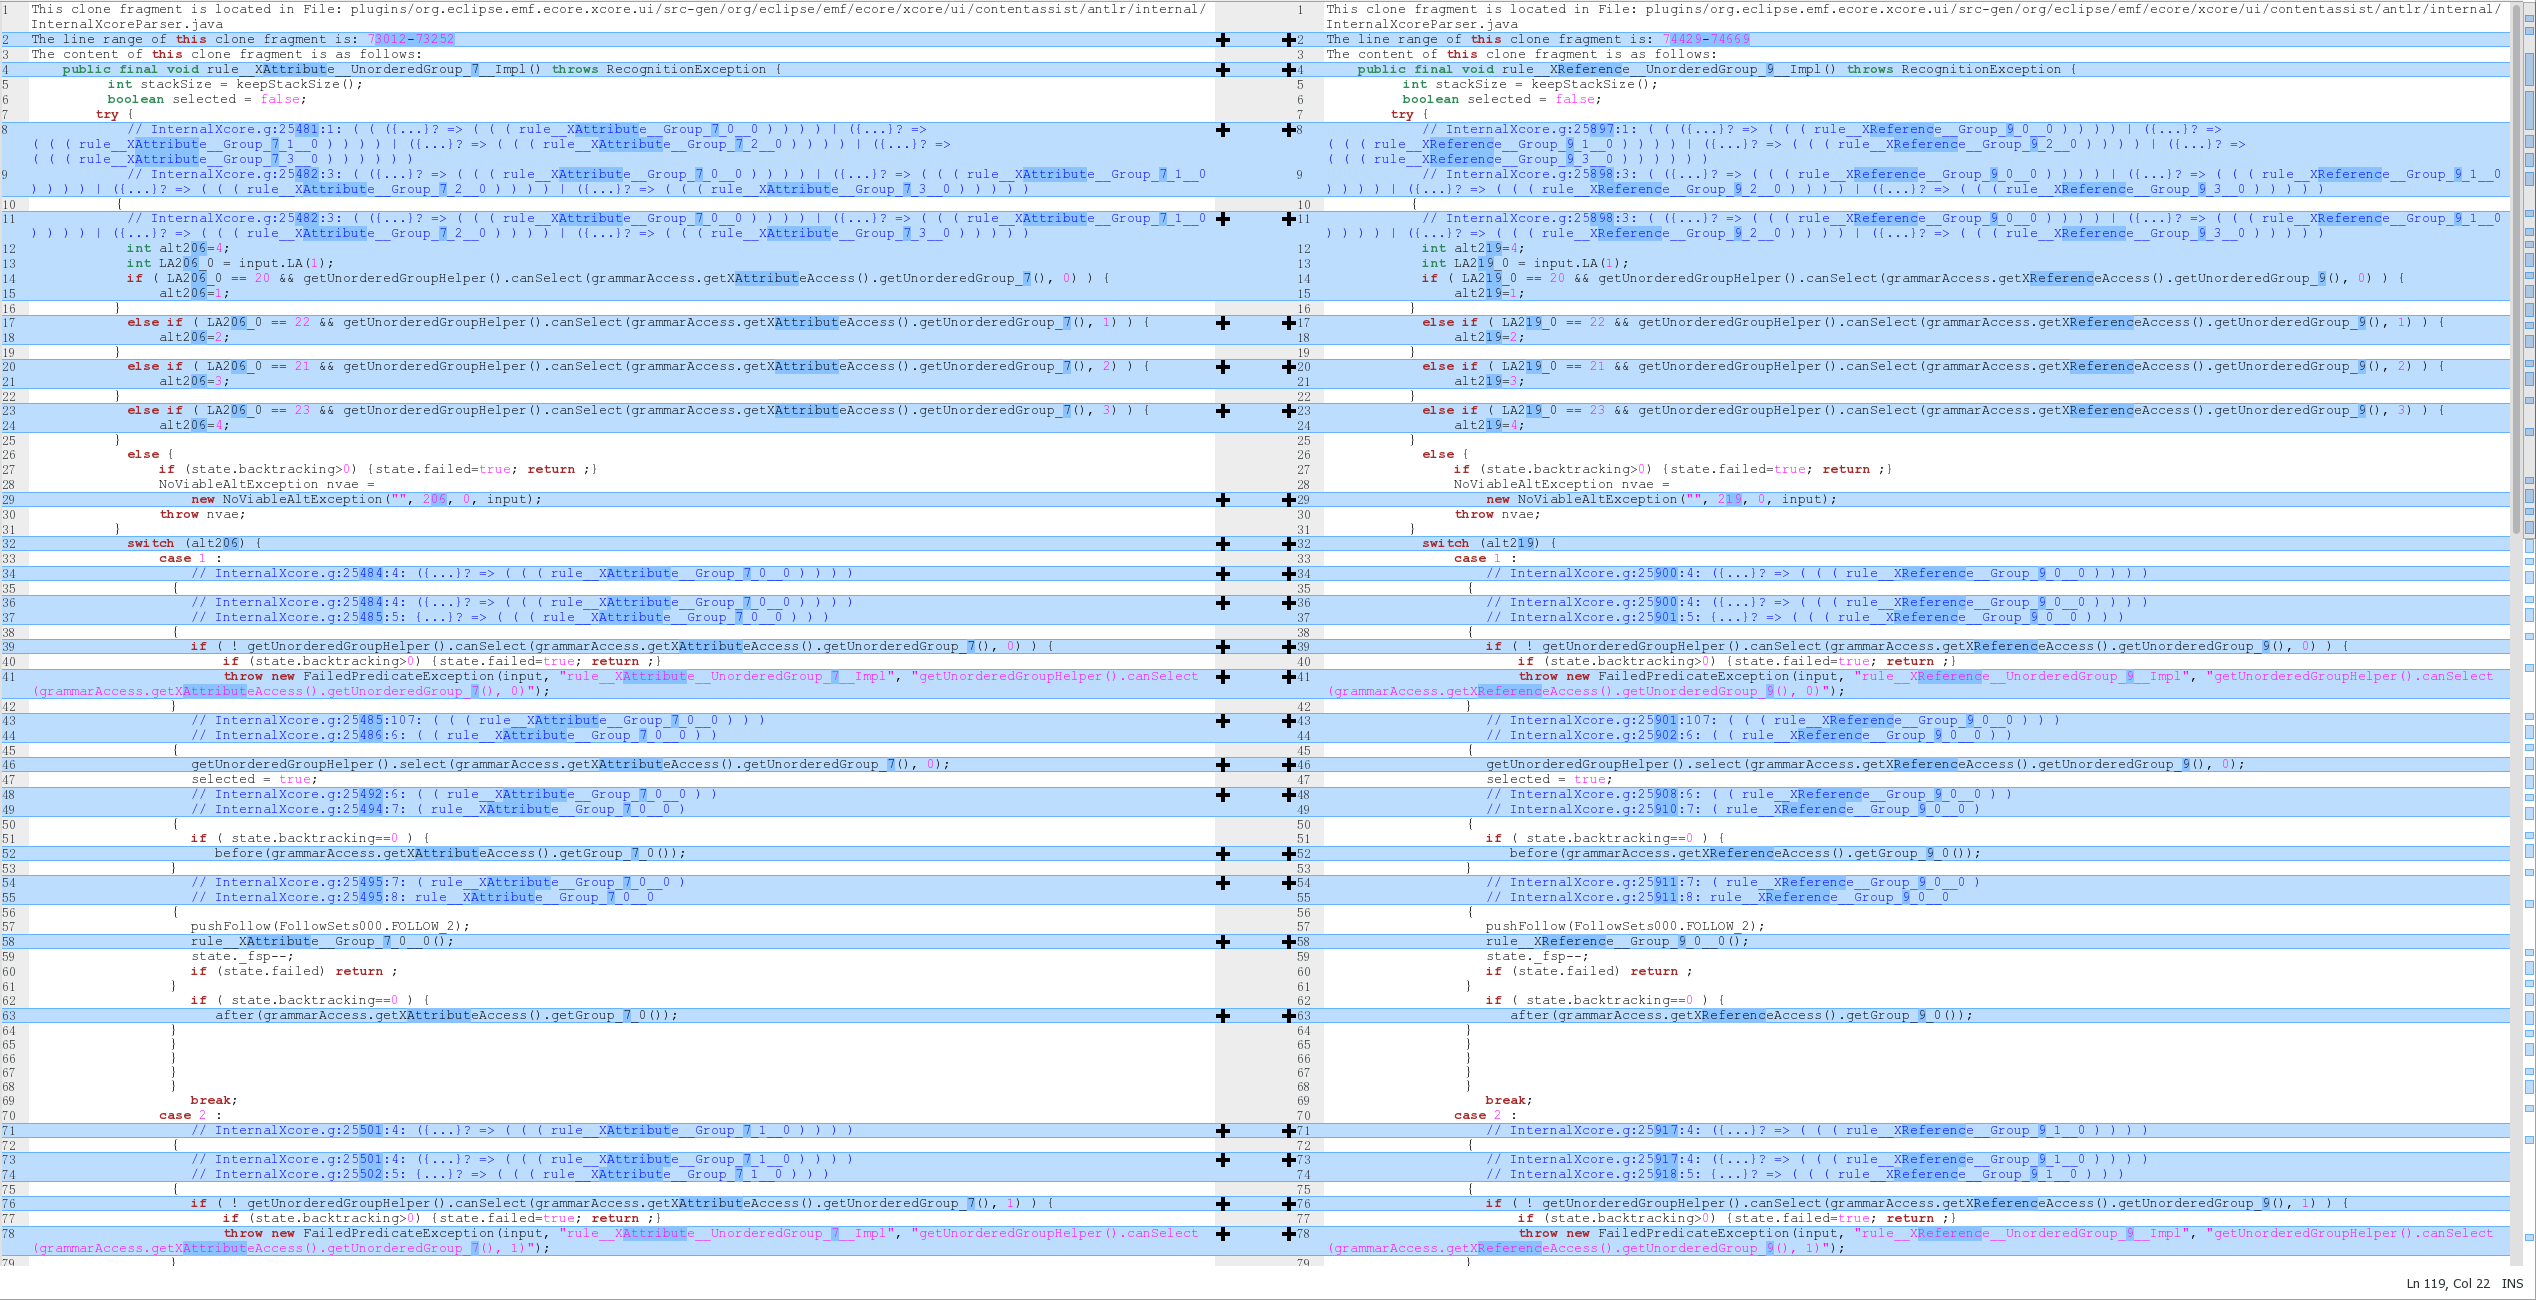 1 This clone fragment is located in File: plugins/org.eclipse.emf.ecore.xcore.ui/src-gen/org/eclipse/emf/ecore/xcore/ui/contentassist/antlr/internal/
InternalXcoreParser.java
2 The line range of this clone fragment is: 73012-73252
3 The content of this clone fragment is as follows:
4 public final void rule__XAttribute__UnorderedGroup_7__Impl() throws RecognitionException {
5 int stackSize = keepStackSize();
6 boolean selected = false;
7 try {
8 // InternalXcore.g:25481:1: ( ( ({...}? => ( ( ( rule__XAttribute__Group_7_0__0 ) ) ) ) | ({...}? =>
( ( ( rule__XAttribute__Group_7_1__0 ) ) ) ) | ({...}? => ( ( ( rule__XAttribute__Group_7_2__0 ) ) ) ) | ({...}? =>
( ( ( rule__XAttribute__Group_7_3__0 ) ) ) ) ) )
9 // InternalXcore.g:25482:3: ( ({...}? => ( ( ( rule__XAttribute__Group_7_0__0 ) ) ) ) | ({...}? => ( ( ( rule__XAttribute__Group_7_1__0
) ) ) ) | ({...}? => ( ( ( rule__XAttribute__Group_7_2__0 ) ) ) ) | ({...}? => ( ( ( rule__XAttribute__Group_7_3__0 ) ) ) ) )
10 {
11 // InternalXcore.g:25482:3: ( ({...}? => ( ( ( rule__XAttribute__Group_7_0__0 ) ) ) ) | ({...}? => ( ( ( rule__XAttribute__Group_7_1__0
) ) ) ) | ({...}? => ( ( ( rule__XAttribute__Group_7_2__0 ) ) ) ) | ({...}? => ( ( ( rule__XAttribute__Group_7_3__0 ) ) ) ) )
12 int alt206=4;
13 int LA206_0 = input.LA(1);
14 if ( LA206_0 == 20 && getUnorderedGroupHelper().canSelect(grammarAccess.getXAttributeAccess().getUnorderedGroup_7(), 0) ) {
15 alt206=1;
16 }
17 else if ( LA206_0 == 22 && getUnorderedGroupHelper().canSelect(grammarAccess.getXAttributeAccess().getUnorderedGroup_7(), 1) ) {
18 alt206=2;
19 }
20 else if ( LA206_0 == 21 && getUnorderedGroupHelper().canSelect(grammarAccess.getXAttributeAccess().getUnorderedGroup_7(), 2) ) {
21 alt206=3;
22 }
23 else if ( LA206_0 == 23 && getUnorderedGroupHelper().canSelect(grammarAccess.getXAttributeAccess().getUnorderedGroup_7(), 3) ) {
24 alt206=4;
25 }
26 else {
27 if (state.backtracking>0) {state.failed=true; return ;}
28 NoViableAltException nvae =
29 new NoViableAltException("", 206, 0, input);
30 throw nvae;
31 }
32 switch (alt206) {
33 case 1 :
34 // InternalXcore.g:25484:4: ({...}? => ( ( ( rule__XAttribute__Group_7_0__0 ) ) ) )
35 {
36 // InternalXcore.g:25484:4: ({...}? => ( ( ( rule__XAttribute__Group_7_0__0 ) ) ) )
37 // InternalXcore.g:25485:5: {...}? => ( ( ( rule__XAttribute__Group_7_0__0 ) ) )
38 {
39 if ( ! getUnorderedGroupHelper().canSelect(grammarAccess.getXAttributeAccess().getUnorderedGroup_7(), 0) ) {
40 if (state.backtracking>0) {state.failed=true; return ;}
41 throw new FailedPredicateException(input, "rule__XAttribute__UnorderedGroup_7__Impl", "getUnorderedGroupHelper().canSelect
(grammarAccess.getXAttributeAccess().getUnorderedGroup_7(), 0)");
42 }
43 // InternalXcore.g:25485:107: ( ( ( rule__XAttribute__Group_7_0__0 ) ) )
44 // InternalXcore.g:25486:6: ( ( rule__XAttribute__Group_7_0__0 ) )
45 {
46 getUnorderedGroupHelper().select(grammarAccess.getXAttributeAccess().getUnorderedGroup_7(), 0);
47 selected = true;
48 // InternalXcore.g:25492:6: ( ( rule__XAttribute__Group_7_0__0 ) )
49 // InternalXcore.g:25494:7: ( rule__XAttribute__Group_7_0__0 )
50 {
51 if ( state.backtracking==0 ) {
52 before(grammarAccess.getXAttributeAccess().getGroup_7_0());
53 }
54 // InternalXcore.g:25495:7: ( rule__XAttribute__Group_7_0__0 )
55 // InternalXcore.g:25495:8: rule__XAttribute__Group_7_0__0
56 {
57 pushFollow(FollowSets000.FOLLOW_2);
58 rule__XAttribute__Group_7_0__0();
59 state._fsp--;
60 if (state.failed) return ;
61 }
62 if ( state.backtracking==0 ) {
63 after(grammarAccess.getXAttributeAccess().getGroup_7_0());
64 }
65 }
66 }
67 }
68 }
69 break;
70 case 2 :
71 // InternalXcore.g:25501:4: ({...}? => ( ( ( rule__XAttribute__Group_7_1__0 ) ) ) )
72 {
73 // InternalXcore.g:25501:4: ({...}? => ( ( ( rule__XAttribute__Group_7_1__0 ) ) ) )
74 // InternalXcore.g:25502:5: {...}? => ( ( ( rule__XAttribute__Group_7_1__0 ) ) )
75 {
76 if ( ! getUnorderedGroupHelper().canSelect(grammarAccess.getXAttributeAccess().getUnorderedGroup_7(), 1) ) {
77 if (state.backtracking>0) {state.failed=true; return ;}
78 throw new FailedPredicateException(input, "rule__XAttribute__UnorderedGroup_7__Impl", "getUnorderedGroupHelper().canSelect
(grammarAccess.getXAttributeAccess().getUnorderedGroup_7(), 1)");
79 }
1 This clone fragment is located in File: plugins/org.eclipse.emf.ecore.xcore.ui/src-gen/org/eclipse/emf/ecore/xcore/ui/contentassist/antlr/internal/
InternalXcoreParser.java
2 The line range of this clone fragment is: 74429-74669
3 The content of this clone fragment is as follows:
4 public final void rule__XReference__UnorderedGroup_9__Impl() throws RecognitionException {
5 int stackSize = keepStackSize();
6 boolean selected = false;
7 try {
8 // InternalXcore.g:25897:1: ( ( ({...}? => ( ( ( rule__XReference__Group_9_0__0 ) ) ) ) | ({...}? =>
( ( ( rule__XReference__Group_9_1__0 ) ) ) ) | ({...}? => ( ( ( rule__XReference__Group_9_2__0 ) ) ) ) | ({...}? =>
( ( ( rule__XReference__Group_9_3__0 ) ) ) ) ) )
9 // InternalXcore.g:25898:3: ( ({...}? => ( ( ( rule__XReference__Group_9_0__0 ) ) ) ) | ({...}? => ( ( ( rule__XReference__Group_9_1__0
) ) ) ) | ({...}? => ( ( ( rule__XReference__Group_9_2__0 ) ) ) ) | ({...}? => ( ( ( rule__XReference__Group_9_3__0 ) ) ) ) )
10 {
11 // InternalXcore.g:25898:3: ( ({...}? => ( ( ( rule__XReference__Group_9_0__0 ) ) ) ) | ({...}? => ( ( ( rule__XReference__Group_9_1__0
) ) ) ) | ({...}? => ( ( ( rule__XReference__Group_9_2__0 ) ) ) ) | ({...}? => ( ( ( rule__XReference__Group_9_3__0 ) ) ) ) )
12 int alt219=4;
13 int LA219_0 = input.LA(1);
14 if ( LA219_0 == 20 && getUnorderedGroupHelper().canSelect(grammarAccess.getXReferenceAccess().getUnorderedGroup_9(), 0) ) {
15 alt219=1;
16 }
17 else if ( LA219_0 == 22 && getUnorderedGroupHelper().canSelect(grammarAccess.getXReferenceAccess().getUnorderedGroup_9(), 1) ) {
18 alt219=2;
19 }
20 else if ( LA219_0 == 21 && getUnorderedGroupHelper().canSelect(grammarAccess.getXReferenceAccess().getUnorderedGroup_9(), 2) ) {
21 alt219=3;
22 }
23 else if ( LA219_0 == 23 && getUnorderedGroupHelper().canSelect(grammarAccess.getXReferenceAccess().getUnorderedGroup_9(), 3) ) {
24 alt219=4;
25 }
26 else {
27 if (state.backtracking>0) {state.failed=true; return ;}
28 NoViableAltException nvae =
29 new NoViableAltException("", 219, 0, input);
30 throw nvae;
31 }
32 switch (alt219) {
33 case 1 :
34 // InternalXcore.g:25900:4: ({...}? => ( ( ( rule__XReference__Group_9_0__0 ) ) ) )
35 {
36 // InternalXcore.g:25900:4: ({...}? => ( ( ( rule__XReference__Group_9_0__0 ) ) ) )
37 // InternalXcore.g:25901:5: {...}? => ( ( ( rule__XReference__Group_9_0__0 ) ) )
38 {
39 if ( ! getUnorderedGroupHelper().canSelect(grammarAccess.getXReferenceAccess().getUnorderedGroup_9(), 0) ) {
40 if (state.backtracking>0) {state.failed=true; return ;}
41 throw new FailedPredicateException(input, "rule__XReference__UnorderedGroup_9__Impl", "getUnorderedGroupHelper().canSelect
(grammarAccess.getXReferenceAccess().getUnorderedGroup_9(), 0)");
42 }
43 // InternalXcore.g:25901:107: ( ( ( rule__XReference__Group_9_0__0 ) ) )
44 // InternalXcore.g:25902:6: ( ( rule__XReference__Group_9_0__0 ) )
45 {
46 getUnorderedGroupHelper().select(grammarAccess.getXReferenceAccess().getUnorderedGroup_9(), 0);
47 selected = true;
48 // InternalXcore.g:25908:6: ( ( rule__XReference__Group_9_0__0 ) )
49 // InternalXcore.g:25910:7: ( rule__XReference__Group_9_0__0 )
50 {
51 if ( state.backtracking==0 ) {
52 before(grammarAccess.getXReferenceAccess().getGroup_9_0());
53 }
54 // InternalXcore.g:25911:7: ( rule__XReference__Group_9_0__0 )
55 // InternalXcore.g:25911:8: rule__XReference__Group_9_0__0
56 {
57 pushFollow(FollowSets000.FOLLOW_2);
58 rule__XReference__Group_9_0__0();
59 state._fsp--;
60 if (state.failed) return ;
61 }
62 if ( state.backtracking==0 ) {
63 after(grammarAccess.getXReferenceAccess().getGroup_9_0());
64 }
65 }
66 }
67 }
68 }
69 break;
70 case 2 :
71 // InternalXcore.g:25917:4: ({...}? => ( ( ( rule__XReference__Group_9_1__0 ) ) ) )
72 {
73 // InternalXcore.g:25917:4: ({...}? => ( ( ( rule__XReference__Group_9_1__0 ) ) ) )
74 // InternalXcore.g:25918:5: {...}? => ( ( ( rule__XReference__Group_9_1__0 ) ) )
75 {
76 if ( ! getUnorderedGroupHelper().canSelect(grammarAccess.getXReferenceAccess().getUnorderedGroup_9(), 1) ) {
77 if (state.backtracking>0) {state.failed=true; return ;}
78 throw new FailedPredicateException(input, "rule__XReference__UnorderedGroup_9__Impl", "getUnorderedGroupHelper().canSelect
(grammarAccess.getXReferenceAccess().getUnorderedGroup_9(), 1)");
79 }
Ln 119, Col 22 INS